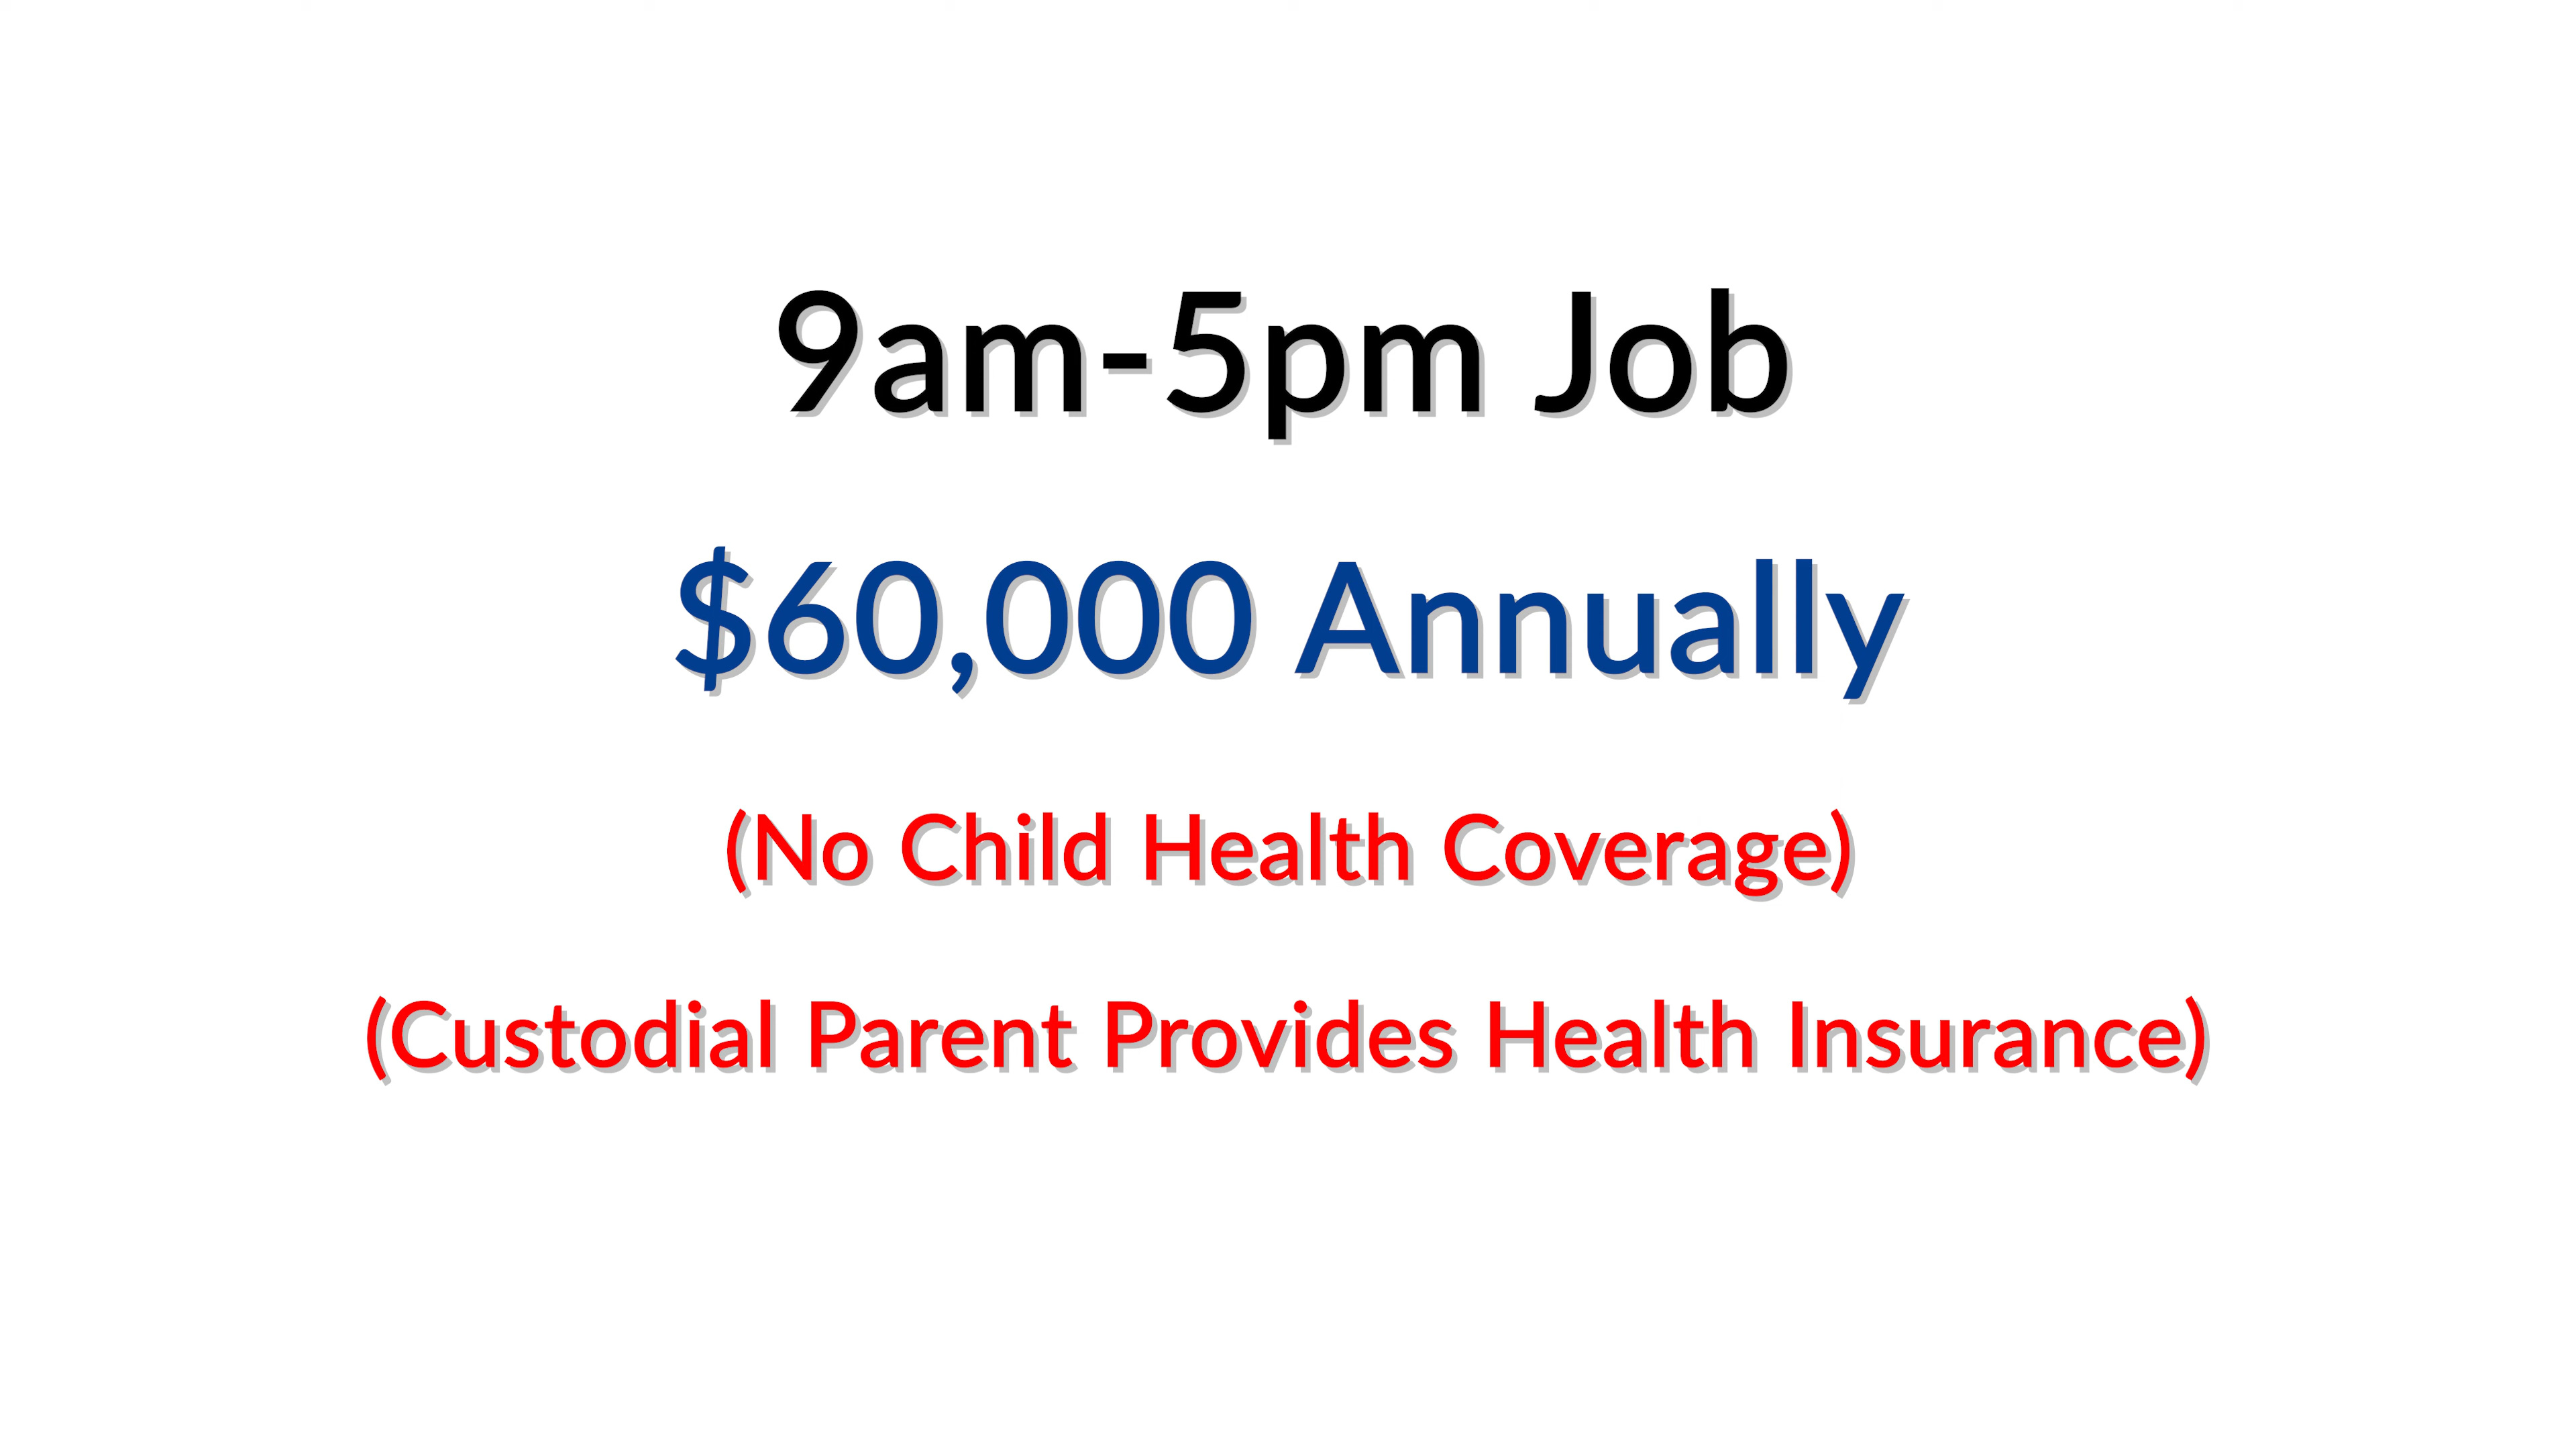 9am-5pm Job
$60,000 Annually
(No Child Health Coverage)
(Custodial Parent Provides Health Insurance)